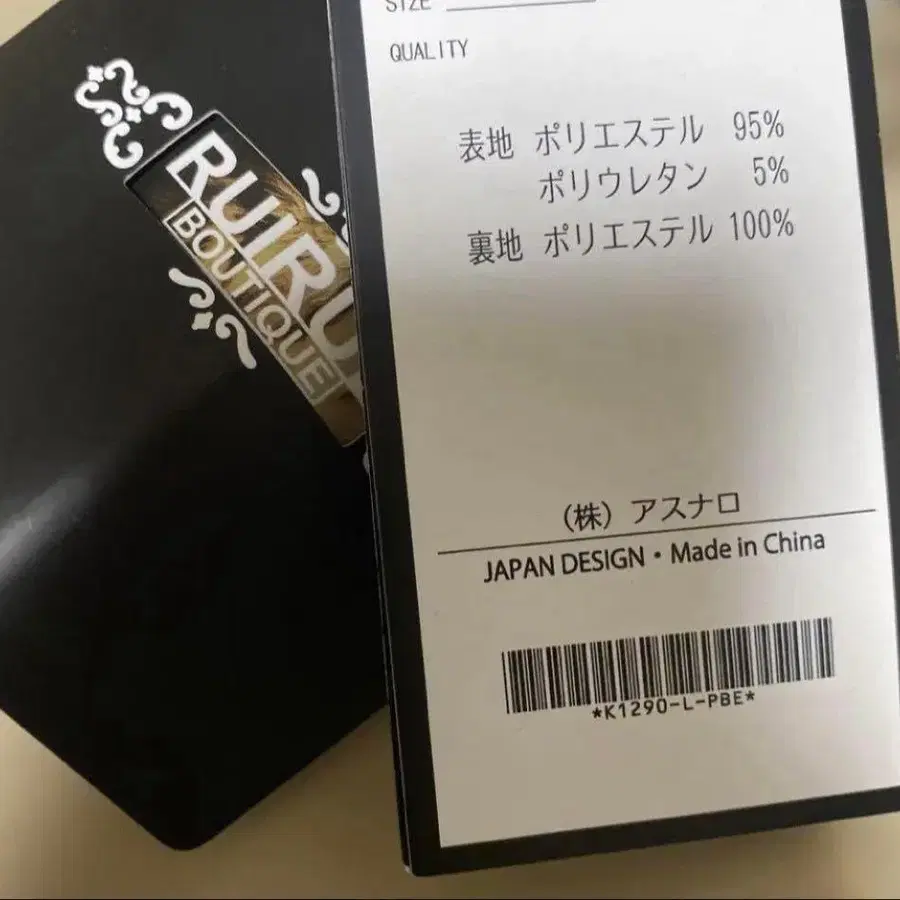 RUIRU
BOUTIQUE
SIZE
QUALITY
表地 ポリエステル 95%
ポリウレタン 5%
裏地 ポリエステル 100%
(株) アスナロ
JAPAN DESIGN・Made in China
*K1290-L-PBE*